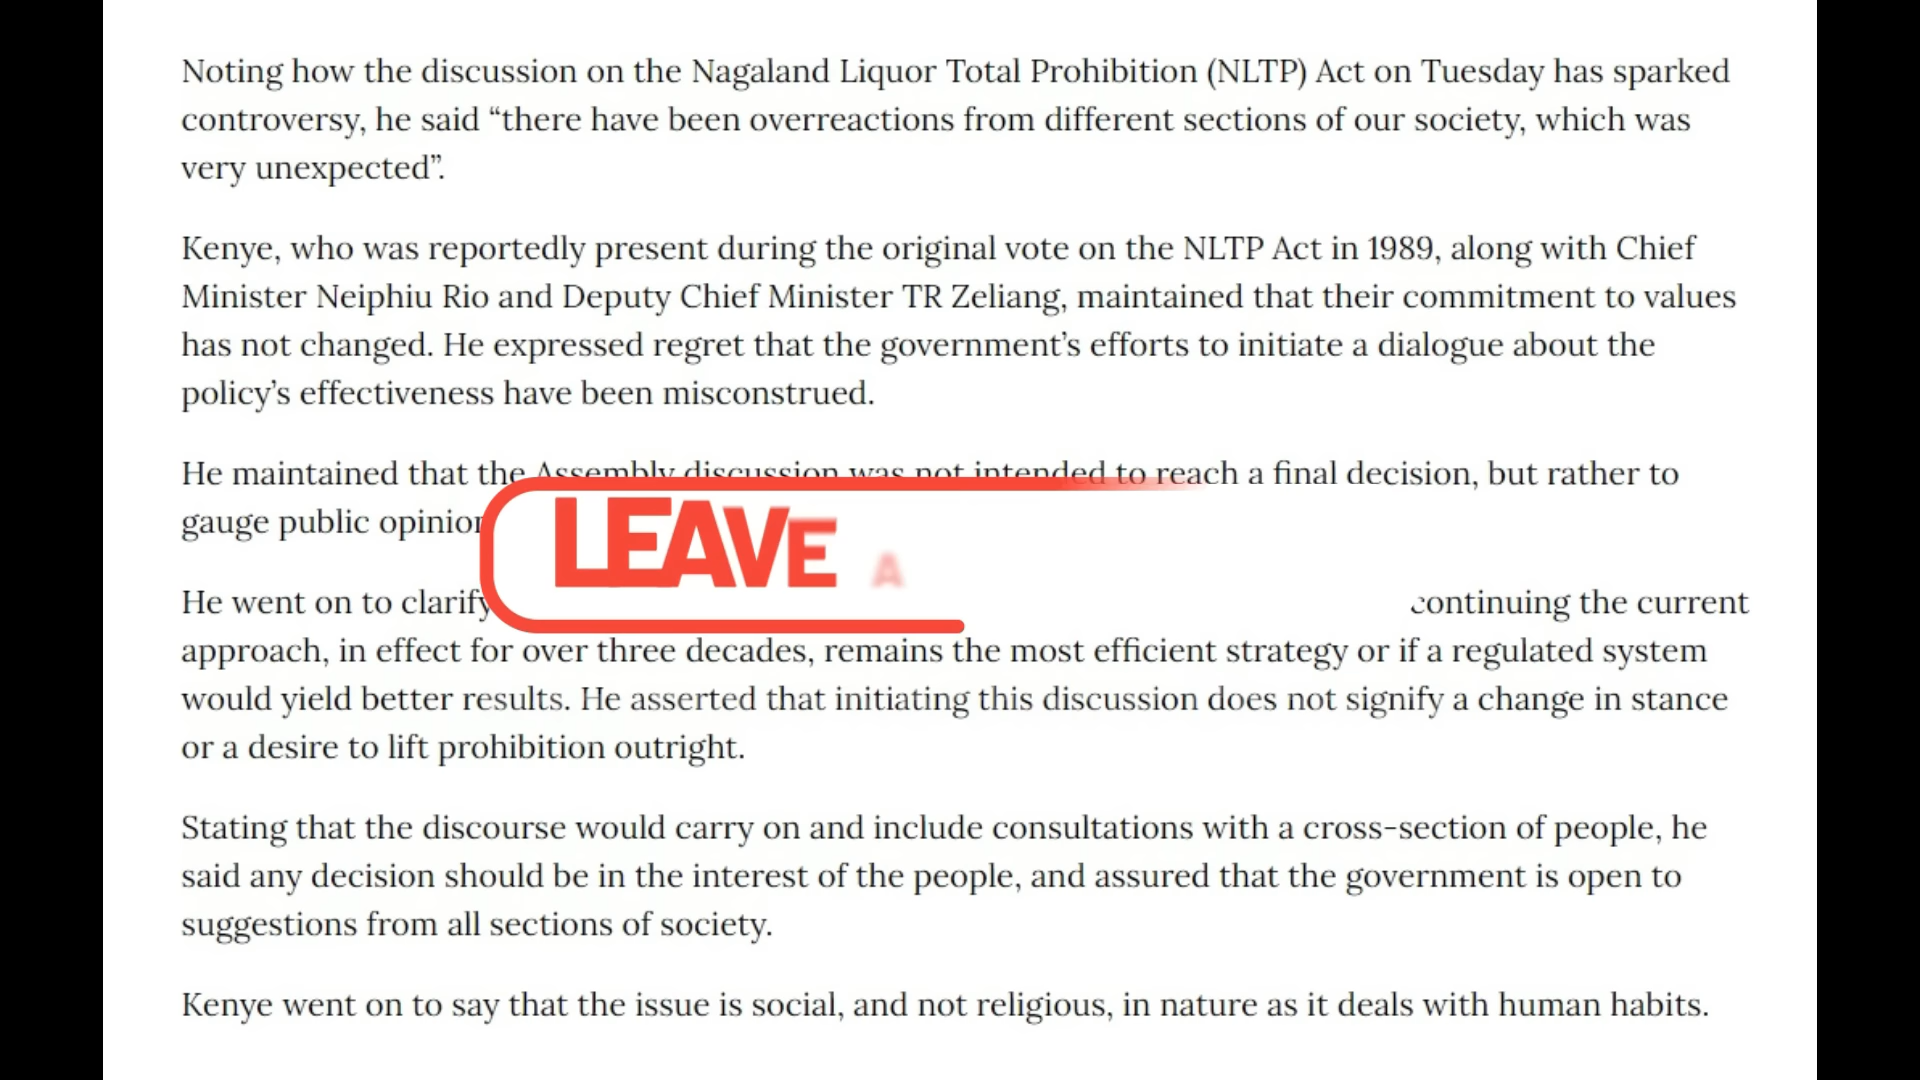 Noting how the discussion on the Nagaland Liquor Total Prohibition (NLTP) Act on Tuesday has sparked
controversy, he said “there have been overreactions from different sections of our society, which was
very unexpected”.
Kenye, who was reportedly present during the original vote on the NLTP Act in 1989, along with Chief
Minister Neiphiu Rio and Deputy Chief Minister TR Zeliang, maintained that their commitment to values
has not changed. He expressed regret that the government’s efforts to initiate a dialogue about the
policy’s effectiveness have been misconstrued.
He maintained that the Assembly discussion was not intended to reach a final decision, but rather to
gauge public opinion
LEAVE A
He went on to clarify continuing the current
approach, in effect for over three decades, remains the most efficient strategy or if a regulated system
would yield better results. He asserted that initiating this discussion does not signify a change in stance
or a desire to lift prohibition outright.
Stating that the discourse would carry on and include consultations with a cross-section of people, he
said any decision should be in the interest of the people, and assured that the government is open to
suggestions from all sections of society.
Kenye went on to say that the issue is social, and not religious, in nature as it deals with human habits.